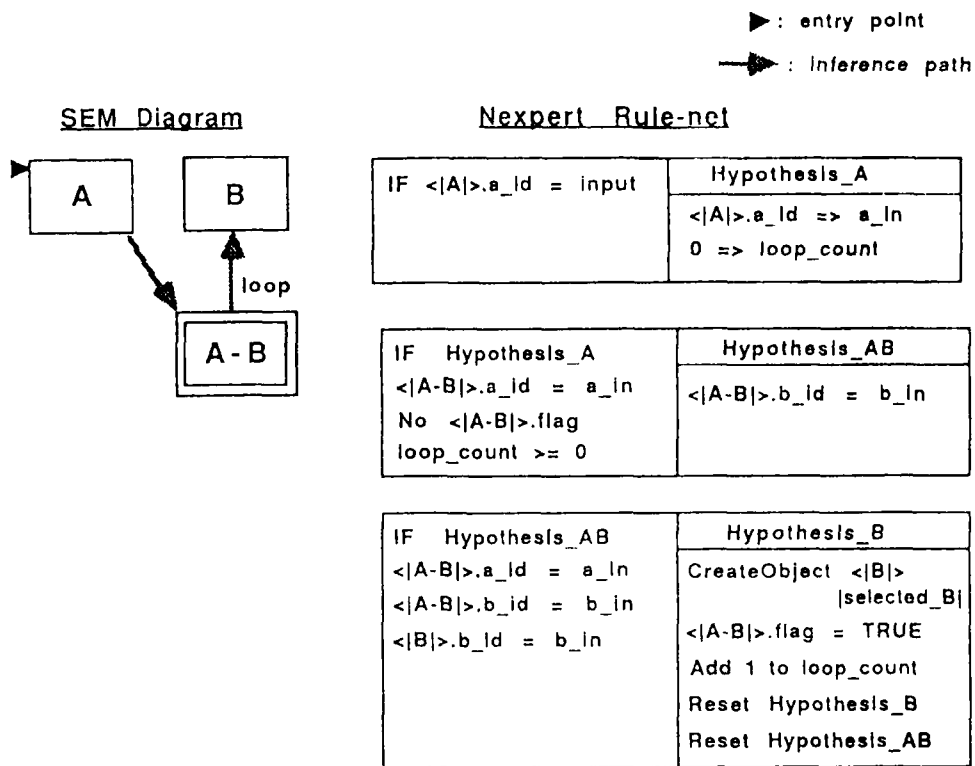 ▶: entry point
: inference path
SEM Diagram
Nexpert Rule-net
A
B
loop
A-B
IF <|A|>.a_id = input
Hypothesis_A
<|A|>.a_id => a_in
0 => loop_count
IF Hypothesis_A
<|A-B|>.a_id = a_in
No <|A-B|>.flag
loop_count >= 0
Hypothesis_AB
<|A-B|>.b_id = b_in
IF Hypothesis_AB
<|A-B|>.a_id = a_in
<|A-B|>.b_id = b_in
<|B|>.b_id = b_in
Hypothesis_B
CreateObject <|B|>
|selected_B|
<|A-B|>.flag = TRUE
Add 1 to loop_count
Reset Hypothesis_B
Reset Hypothesis_AB